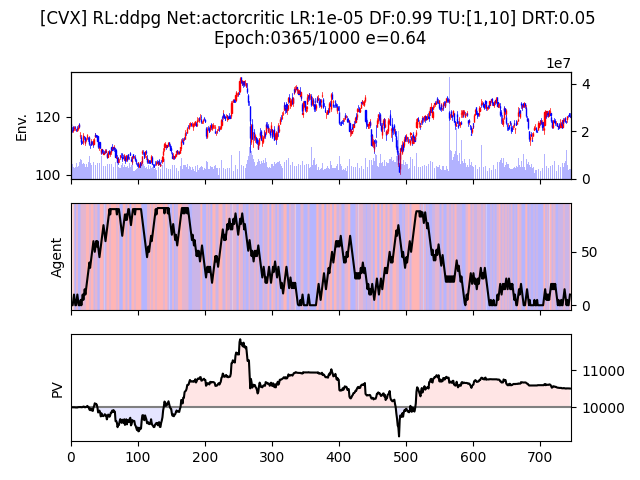 [CVX] RL:ddpg Net:actorcritic LR:1e-05 DF:0.99 TU:[1,10] DRT:0.05
Epoch:0365/1000 e=0.64
1e7
Env.
120
100
4
2
0
Agent
50
0
PV
11000
10000
0 100 200 300 400 500 600 700